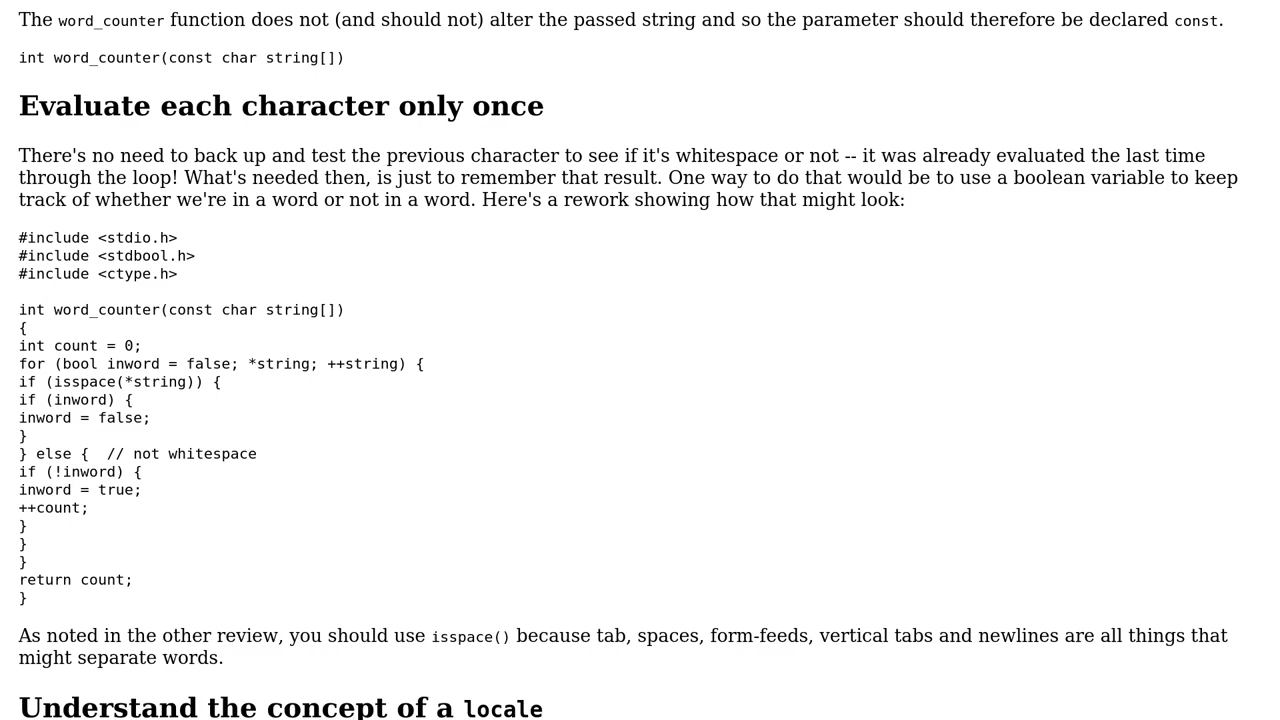 The word_counter function does not (and should not) alter the passed string and so the parameter should therefore be declared const.
int word_counter(const char string[])
Evaluate each character only once
There's no need to back up and test the previous character to see if it's whitespace or not -- it was already evaluated the last time
through the loop! What's needed then, is just to remember that result. One way to do that would be to use a boolean variable to keep
track of whether we're in a word or not in a word. Here's a rework showing how that might look:
#include <stdio.h>
#include <stdbool.h>
#include <ctype.h>
int word_counter(const char string[])
{
int count = 0;
for (bool inword = false; *string; ++string) {
if (isspace(*string)) {
if (inword) {
inword = false;
}
} else {  // not whitespace
if (!inword) {
inword = true;
++count;
}
}
}
return count;
}
As noted in the other review, you should use isspace() because tab, spaces, form-feeds, vertical tabs and newlines are all things that
might separate words.
Understand the concept of a locale